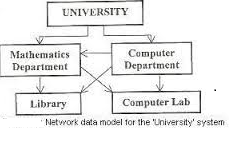 UNIVERSITY
Mathematics
Department
Computer
Department
Library
Computer Lab
Network data model for the 'University' system